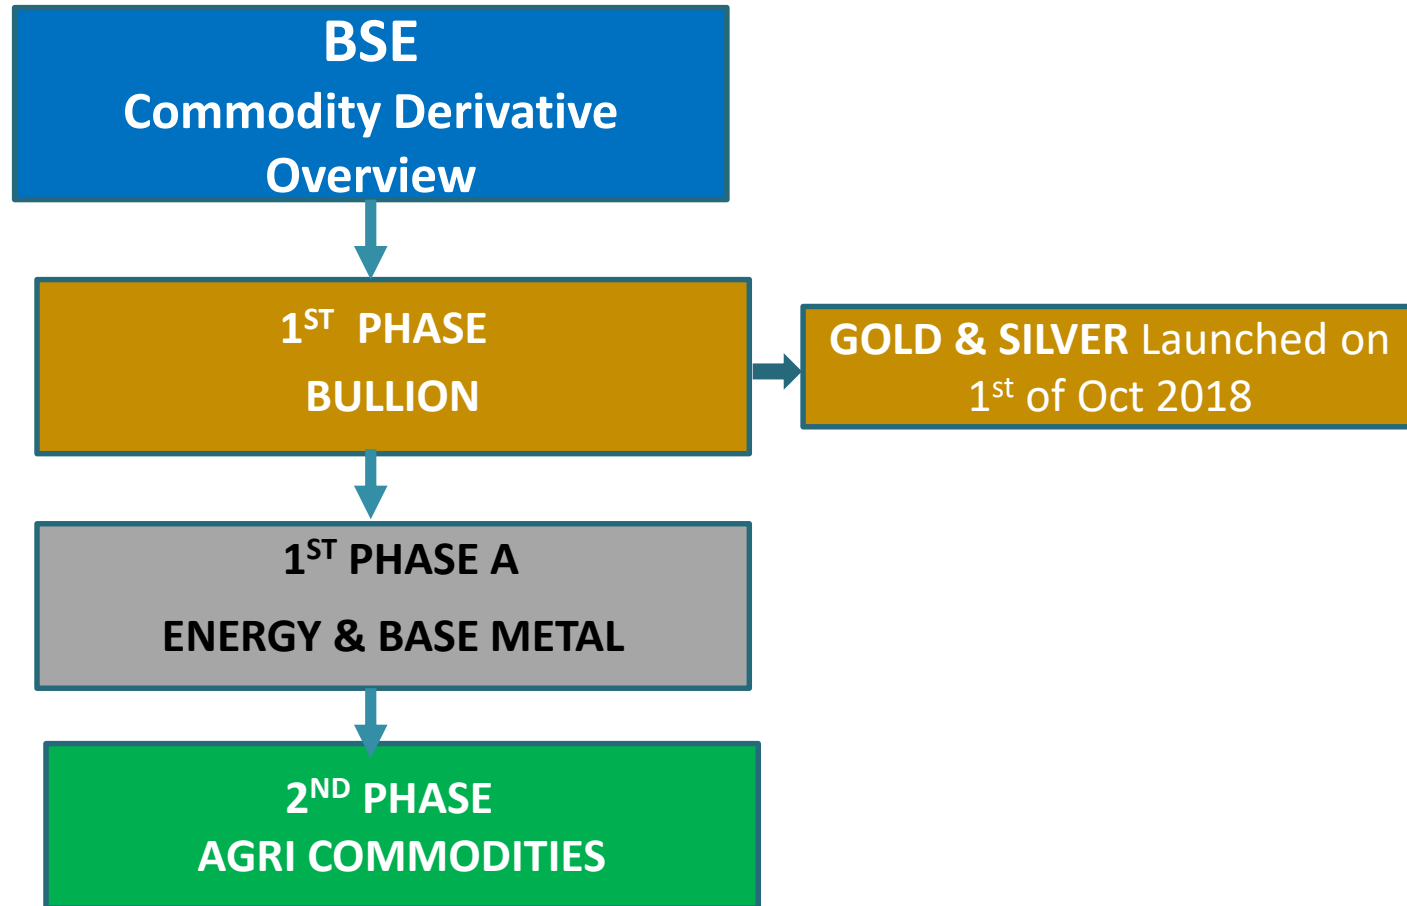 BSE
Commodity Derivative
Overview
1ST PHASE
BULLION
GOLD & SILVER Launched on
1st of Oct 2018
1ST PHASE A
ENERGY & BASE METAL
2ND PHASE
AGRI COMMODITIES